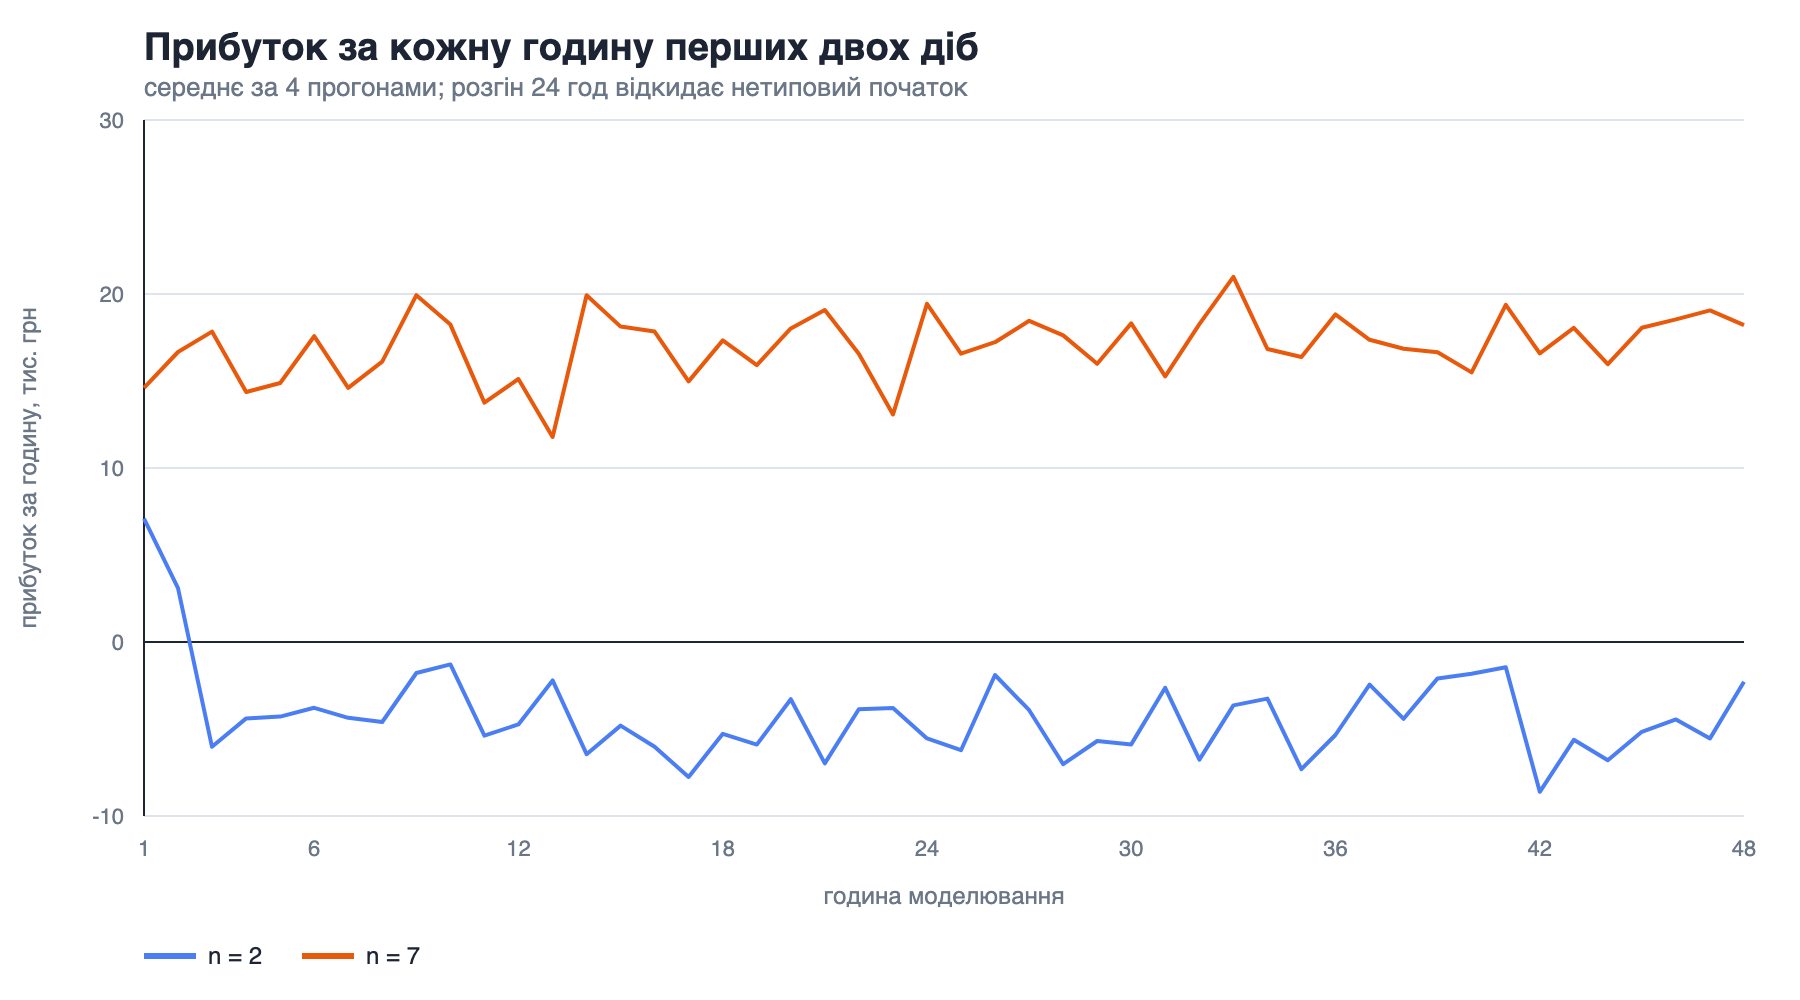 Прибуток за кожну годину перших двох діб
середнє за 4 прогонами; розгін 24 год відкидає нетиповий початок
прибуток за годину, тис. грн
30
20
10
0
-10
1 6 12 18 24 30 36 42 48
година моделювання
n = 2 n = 7